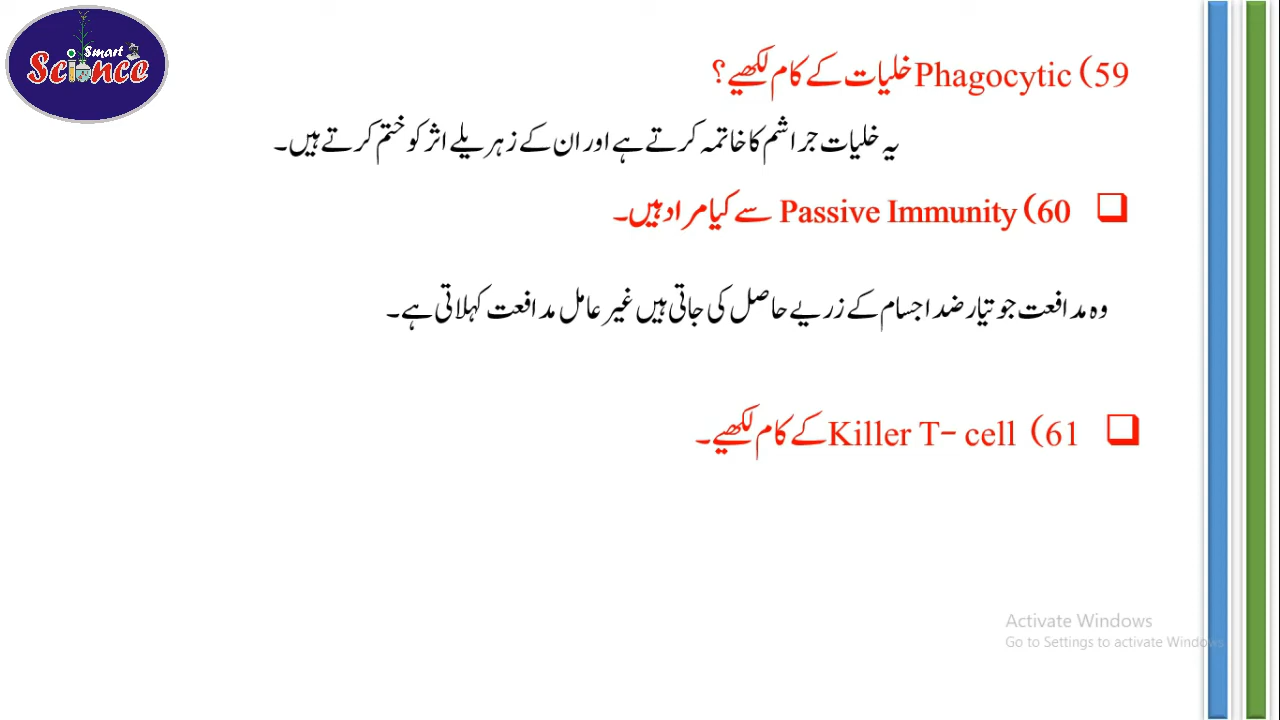 Smart
Science
59) Phagocytic خلیات کے کام لکھیے؟
یہ خلیات جراشم کا خاتمہ کرتے ہے اور ان کے زہریلے اثر کو ختم کرتے ہیں۔
60) Passive Immunity سے کیا مراد ہیں۔
وہ مدافعت جو تیار ضد اجسام کے زریے حاصل کی جاتی ہیں غیر عامل مدافعت کہلاتی ہے۔
61) Killer T- cell کے کام لکھیے۔
Activate Windows
Go to Settings to activate Windows